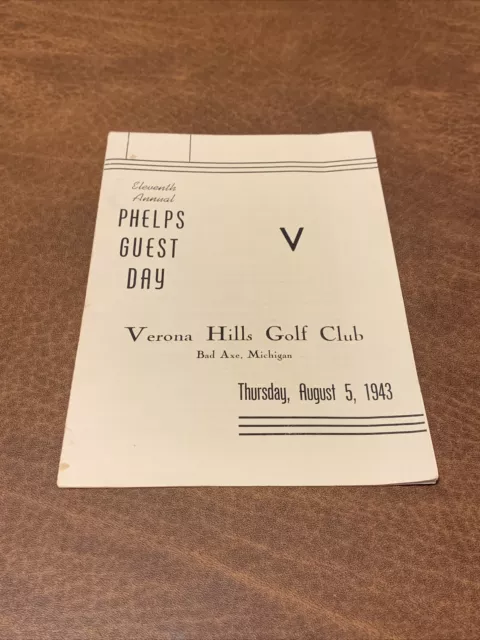 Eleventh
Annual
PHELPS
GUEST
DAY
V
Verona Hills Golf Club
Bad Axe, Michigan
Thursday, August 5, 1943